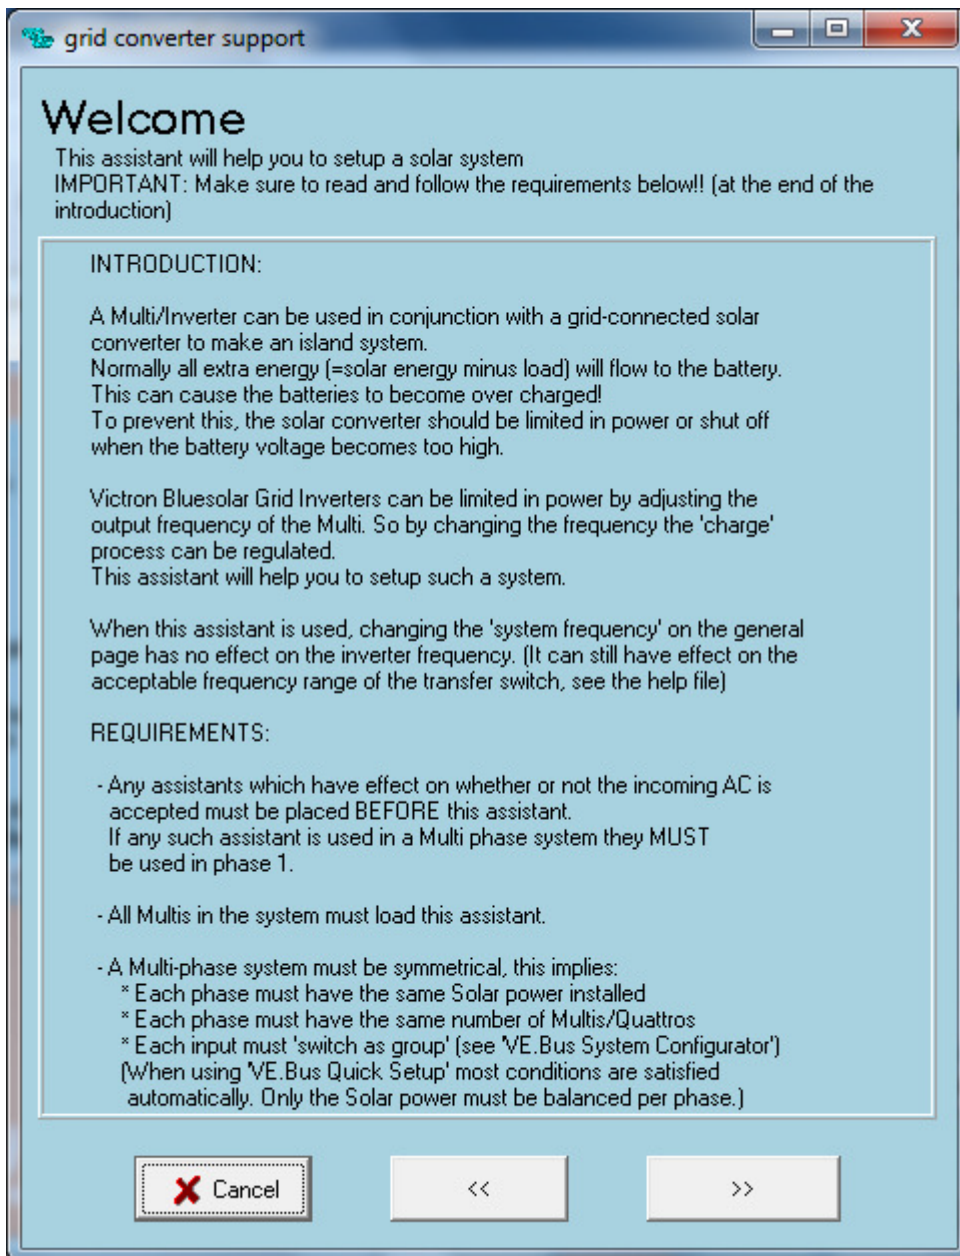 grid converter support
Welcome
This assistant will help you to setup a solar system
IMPORTANT: Make sure to read and follow the requirements below!! (at the end of the
introduction)
INTRODUCTION:
A Multi/Inverter can be used in conjunction with a grid-connected solar
converter to make an island system.
Normally all extra energy (=solar energy minus load) will flow to the battery.
This can cause the batteries to become over charged!
To prevent this, the solar converter should be limited in power or shut off
when the battery voltage becomes too high.
Victron Bluesolar Grid Inverters can be limited in power by adjusting the
output frequency of the Multi. So by changing the frequency the 'charge'
process can be regulated.
This assistant will help you to setup such a system.
When this assistant is used, changing the 'system frequency' on the general
page has no effect on the inverter frequency. (It can still have effect on the
acceptable frequency range of the transfer switch, see the help file)
REQUIREMENTS:
- Any assistants which have effect on whether or not the incoming AC is
accepted must be placed BEFORE this assistant.
If any such assistant is used in a Multi phase system they MUST
be used in phase 1.
- All Multis in the system must load this assistant.
- A Multi-phase system must be symmetrical, this implies:
* Each phase must have the same Solar power installed
* Each phase must have the same number of Multis/Quattros
* Each input must 'switch as group' (see 'VE.Bus System Configurator')
(When using 'VE.Bus Quick Setup' most conditions are satisfied
automatically. Only the Solar power must be balanced per phase.)
Cancel << >>